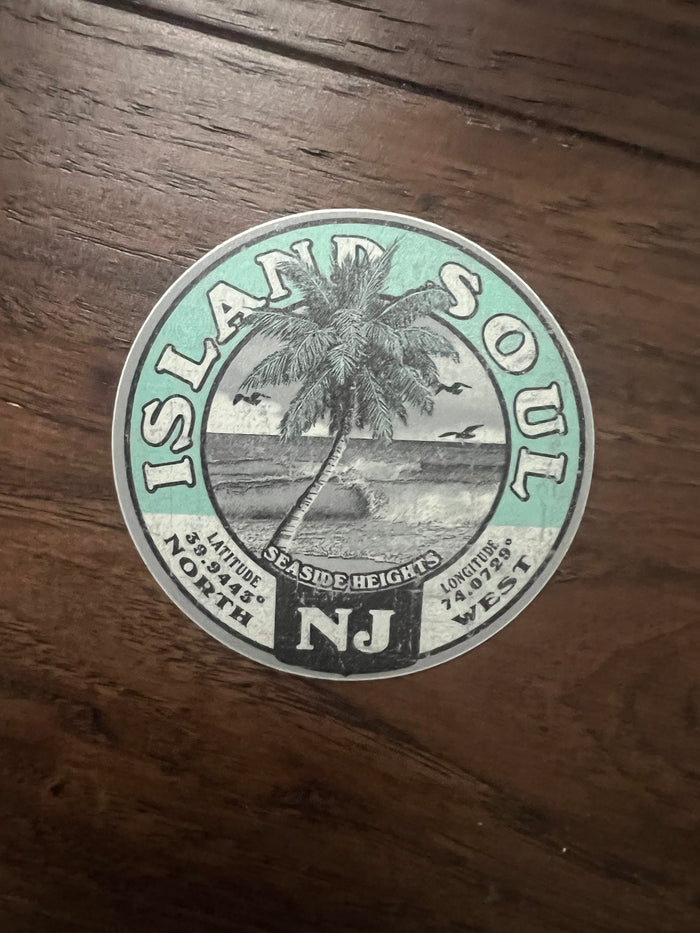 ISLAND SOUL
SEASIDE HEIGHTS
NJ
LATITUDE
39.9443°
NORTH
LONGITUDE
74.0729°
WEST